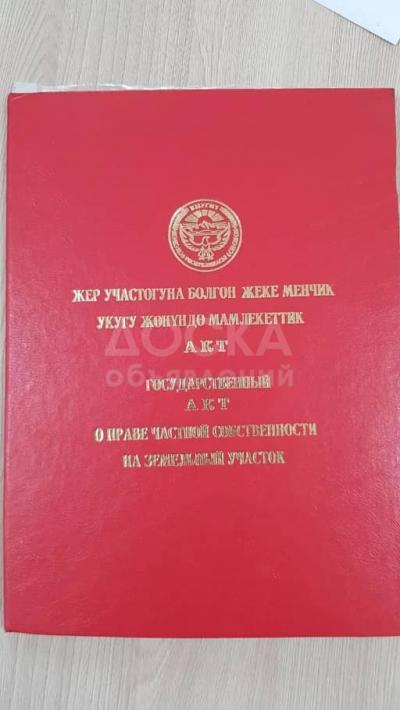 КЫРГЫЗ
ЖЕР УЧАСТОГУНА БОЛГОН ЖЕКЕ МЕНЧИК
УКУГУ ЖӨНҮНДӨ МАМЛЕКЕТТИК
АКТ
ДОСКА
объявлений
ГОСУДАРСТВЕННЫЙ
АКТ
О ПРАВЕ ЧАСТНОЙ СОБСТВЕННОСТИ
НА ЗЕМЕЛЬНЫЙ УЧАСТОК